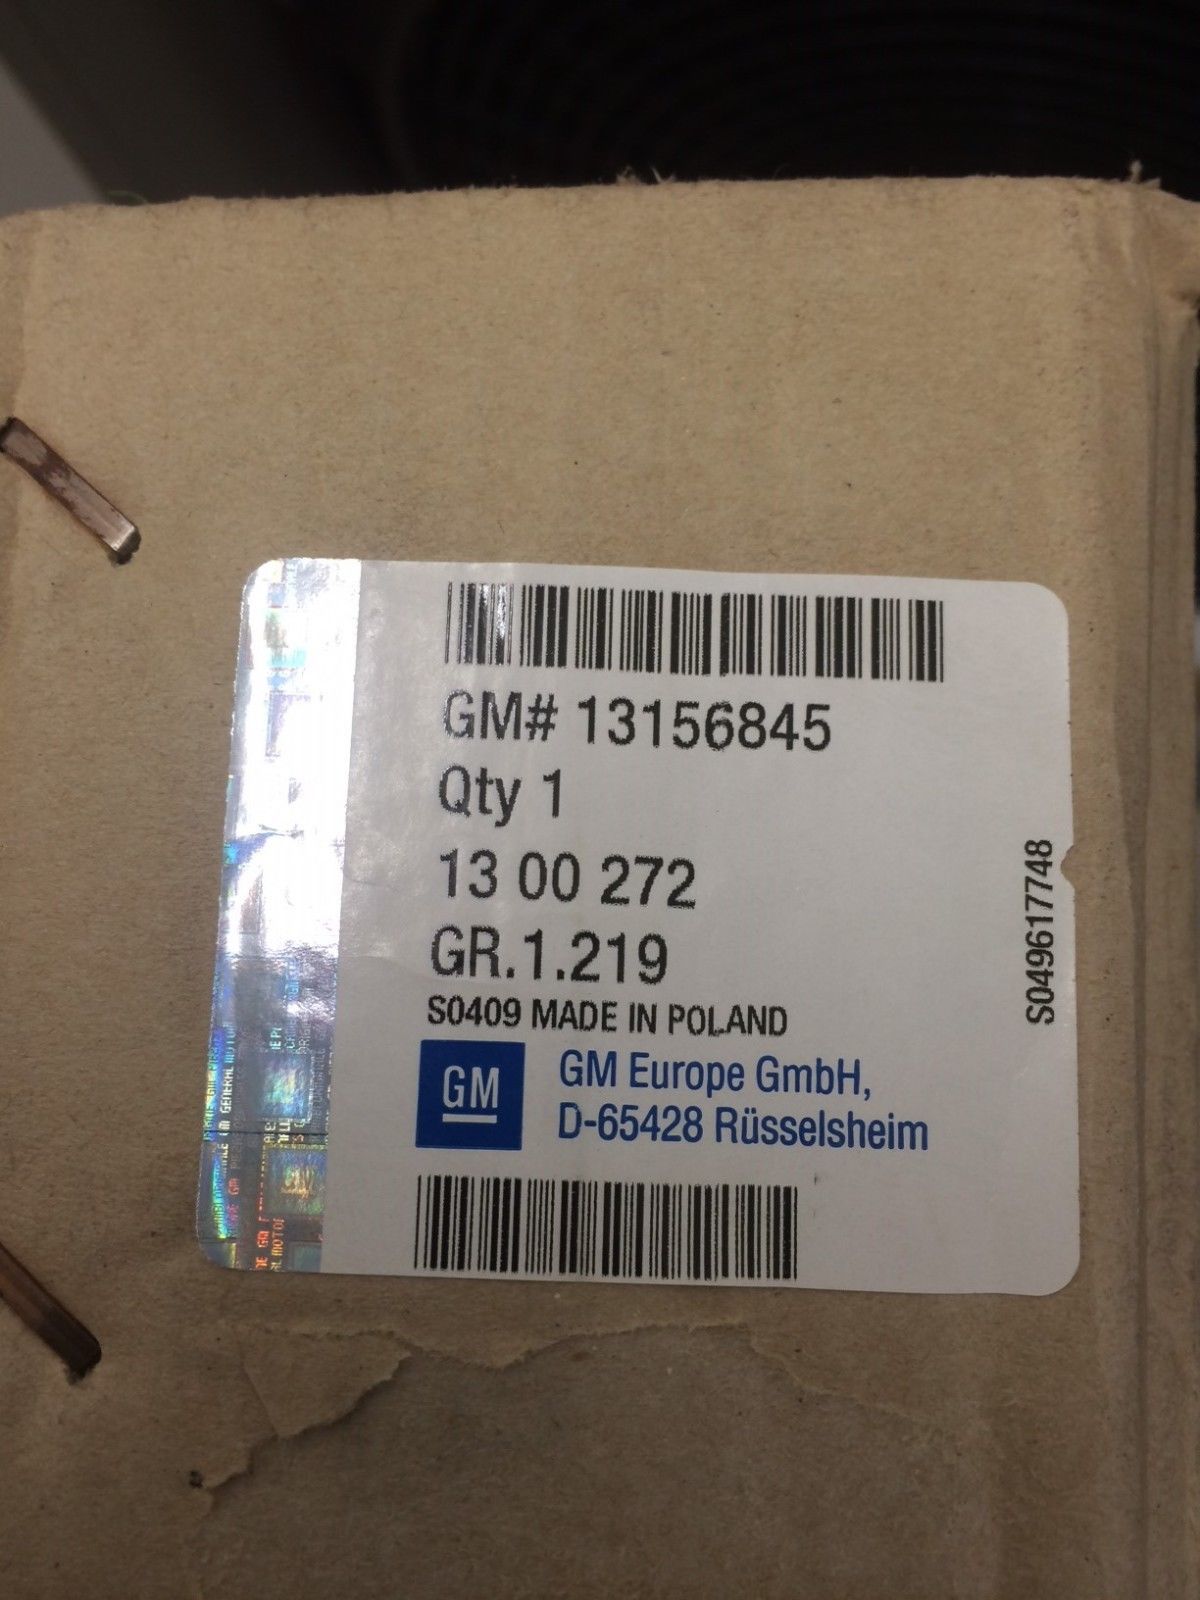 GM# 13156845
Qty 1
13 00 272
GR.1.219
S0409 MADE IN POLAND
GM
GM Europe GmbH,
D-65428 Rüsselsheim
S049617748